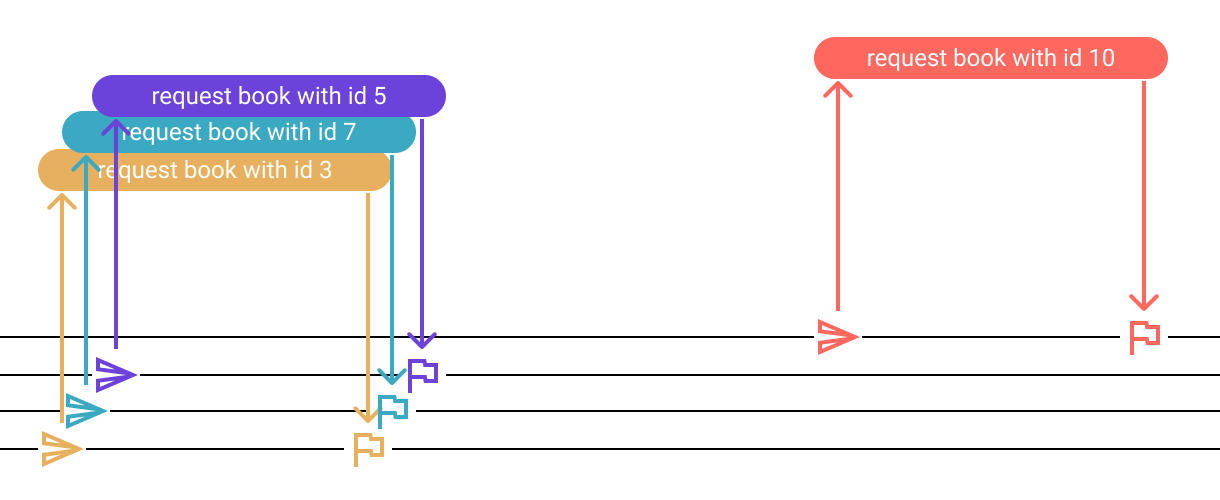 request book with id 10
request book with id 5
request book with id 7
request book with id 3